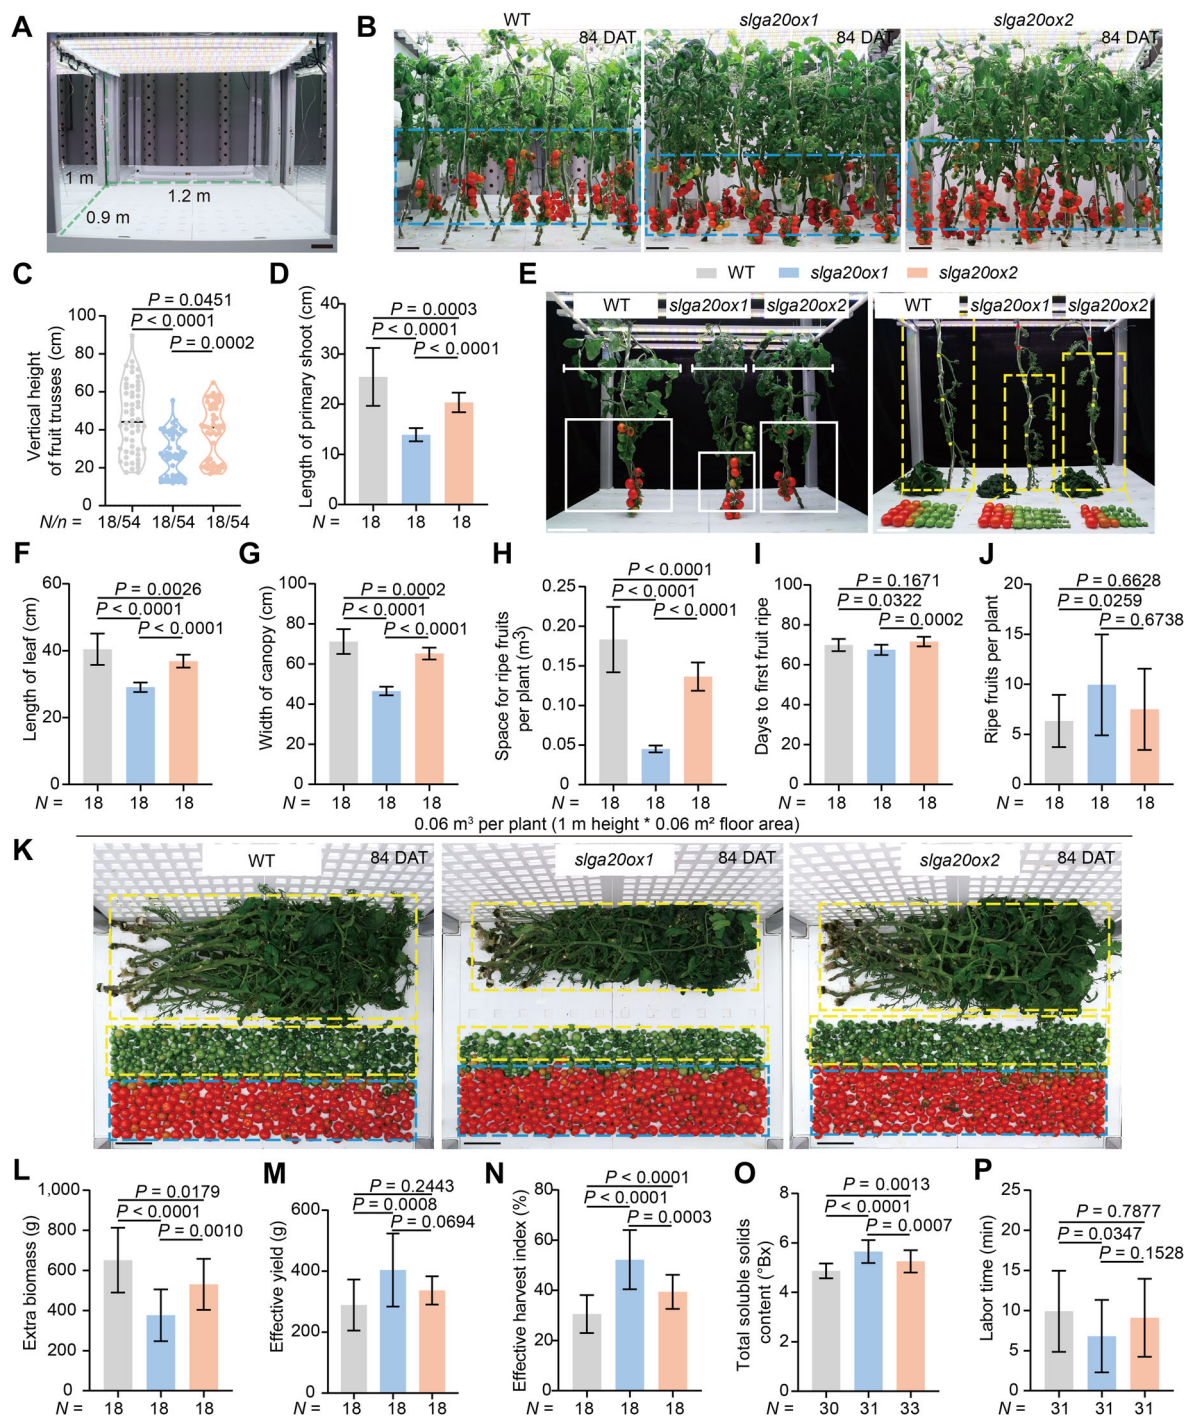 A
1 m
1.2 m
0.9 m
B
WT
slga20ox1
slga20ox2
84 DAT
84 DAT
84 DAT
C
P = 0.0451
P < 0.0001
P = 0.0002
Vertical height
of fruit trusses (cm)
100
80
60
40
20
0
N/n = 18/54 18/54 18/54
D
P = 0.0003
P < 0.0001
P < 0.0001
Length of primary shoot (cm)
40
30
20
10
0
N = 18 18 18
WT slga20ox1 slga20ox2
E
WT slga20ox1 slga20ox2
WT slga20ox1 slga20ox2
F
P = 0.0026
P < 0.0001
P < 0.0001
Length of leaf (cm)
60
40
20
0
N = 18 18 18
G
P = 0.0002
P < 0.0001
P < 0.0001
Width of canopy (cm)
100
80
60
40
20
0
N = 18 18 18
H
P < 0.0001
P < 0.0001
P < 0.0001
Space for ripe fruits
per plant (m³)
0.25
0.20
0.15
0.10
0.05
0
N = 18 18 18
I
P = 0.1671
P = 0.0322
P = 0.0002
Days to first fruit ripe
100
80
60
40
20
0
N = 18 18 18
J
P = 0.6628
P = 0.0259
P = 0.6738
Ripe fruits per plant
20
15
10
5
0
N = 18 18 18
0.06 m³ per plant (1 m height * 0.06 m² floor area)
K
WT
84 DAT
slga20ox1
84 DAT
slga20ox2
84 DAT
L
P = 0.0179
P < 0.0001
P = 0.0010
Extra biomass (g)
1,000
800
600
400
200
0
N = 18 18 18
M
P = 0.2443
P = 0.0008
P = 0.0694
Effective yield (g)
600
400
200
0
N = 18 18 18
N
P < 0.0001
P < 0.0001
P = 0.0003
Effective harvest index (%)
80
60
40
20
0
N = 18 18 18
O
P = 0.0013
P < 0.0001
P = 0.0007
Total soluble solids
content (°Bx)
8
6
4
2
0
N = 30 31 33
P
P = 0.7877
P = 0.0347
P = 0.1528
Labor time (min)
25
20
15
10
5
0
N = 31 31 31